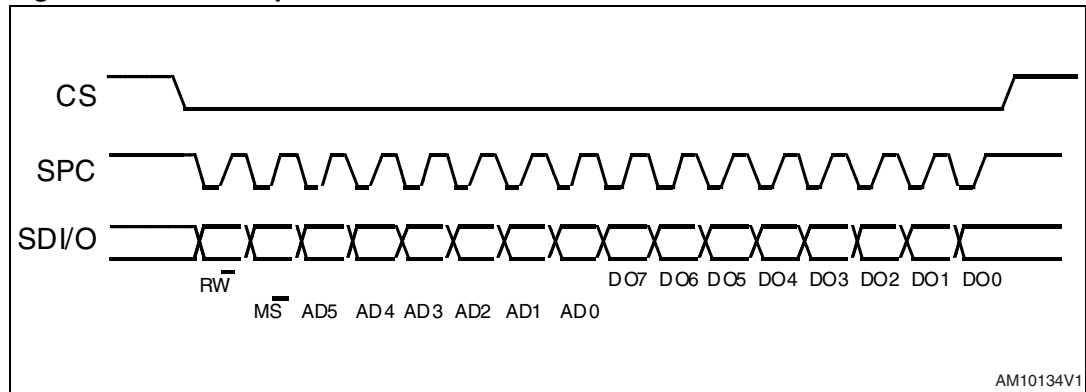 CS
SPC
SDI/O
RW
DO7 DO6 DO5 DO4 DO3 DO2 DO1 DO0
MS AD5 AD4 AD3 AD2 AD1 AD0
AM10134V1